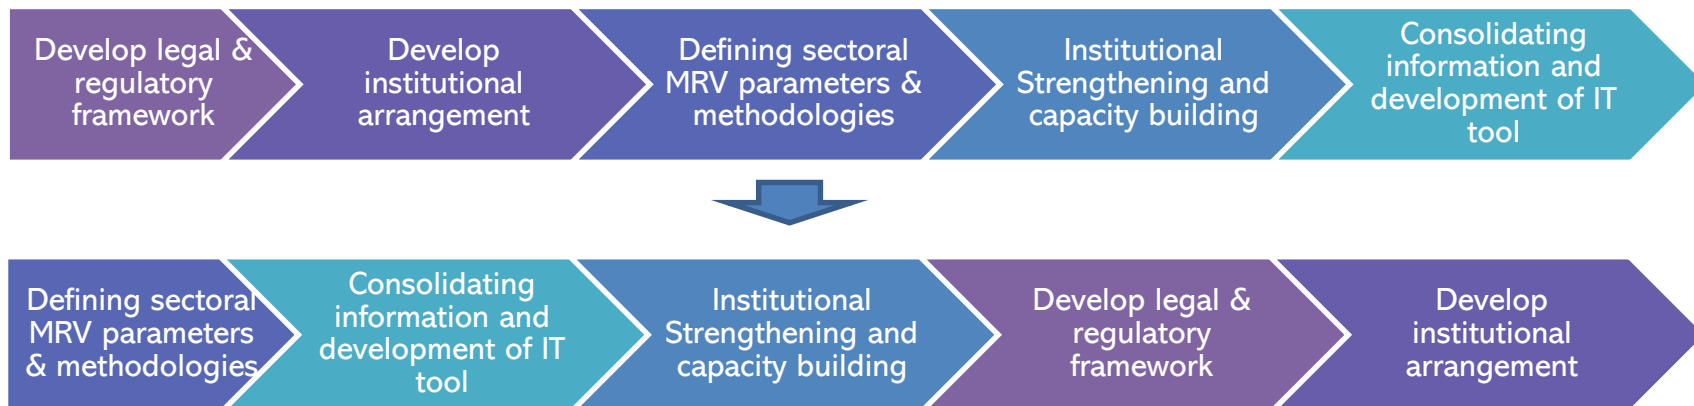 Develop legal &
regulatory
framework
Develop
institutional
arrangement
Defining sectoral
MRV parameters &
methodologies
Institutional
Strengthening and
capacity building
Consolidating
information and
development of IT
tool
Defining sectoral
MRV parameters
& methodologies
Consolidating
information and
development of IT
tool
Institutional
Strengthening and
capacity building
Develop legal &
regulatory
framework
Develop
institutional
arrangement